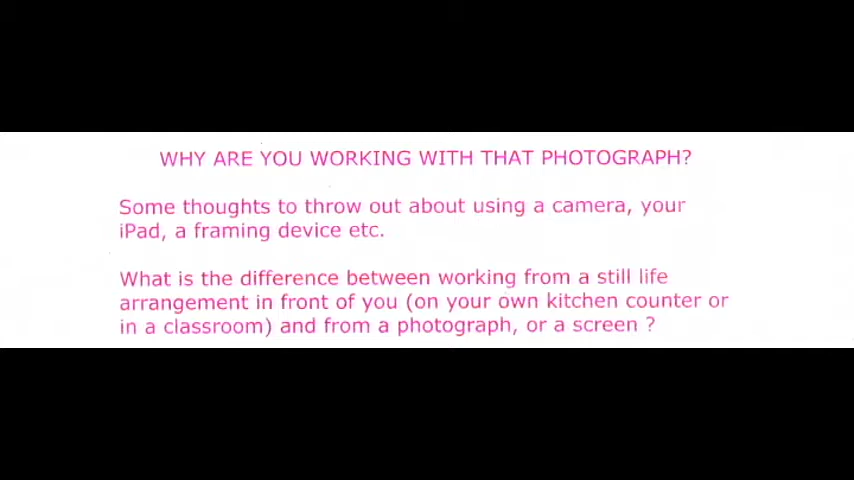 WHY ARE YOU WORKING WITH THAT PHOTOGRAPH?
Some thoughts to throw out about using a camera, your
iPad, a framing device etc.
What is the difference between working from a still life
arrangement in front of you (on your own kitchen counter or
in a classroom) and from a photograph, or a screen ?